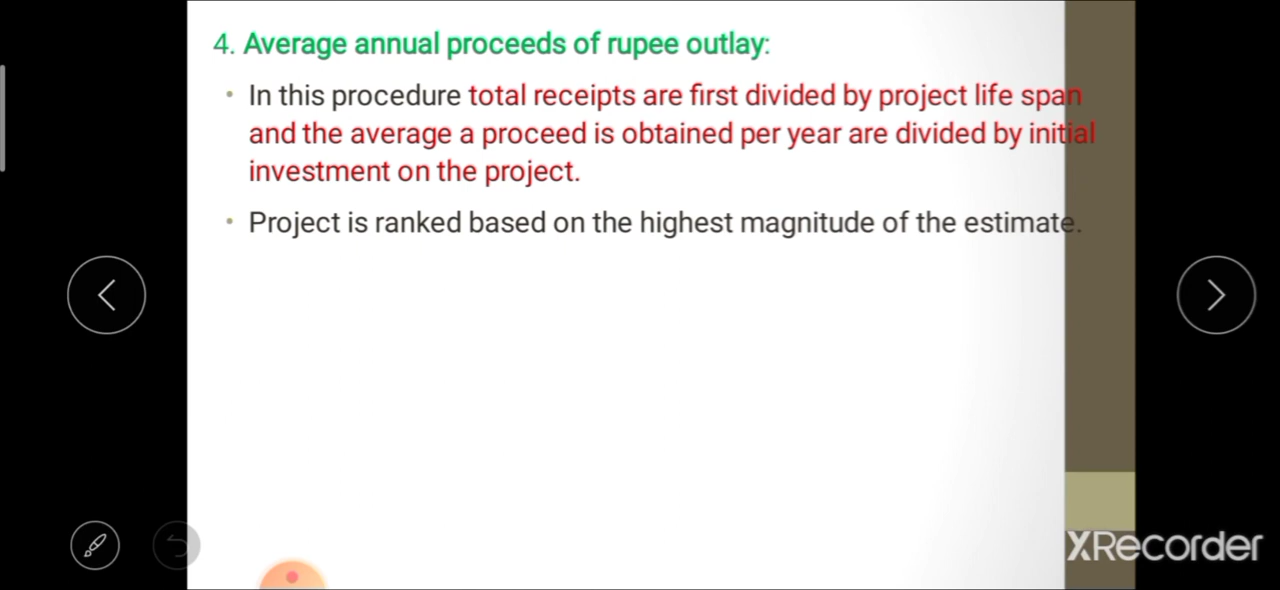 4. Average annual proceeds of rupee outlay:
• In this procedure total receipts are first divided by project life span
and the average a proceed is obtained per year are divided by initial
investment on the project.
• Project is ranked based on the highest magnitude of the estimate.
XRecorder